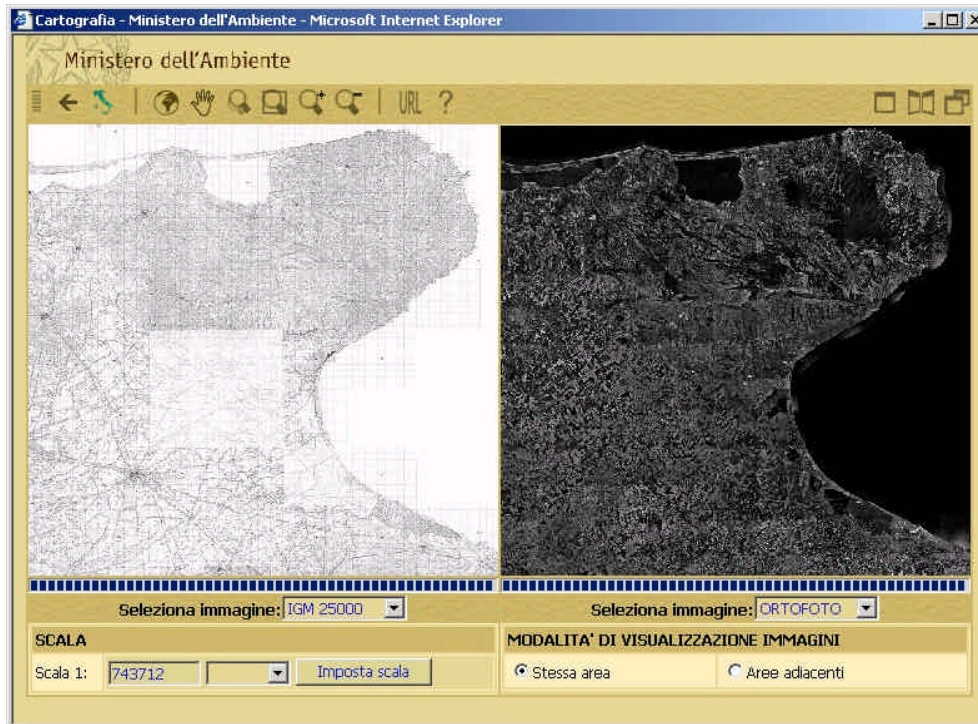 Cartografia - Ministero dell'Ambiente - Microsoft Internet Explorer
Ministero dell'Ambiente
URL ?
Seleziona immagine: IGM 25000
Seleziona immagine: ORTOFOTO
SCALA
Scala 1: 743712 Imposta scala
MODALITA' DI VISUALIZZAZIONE IMMAGINI
Stessa area Aree adiacenti